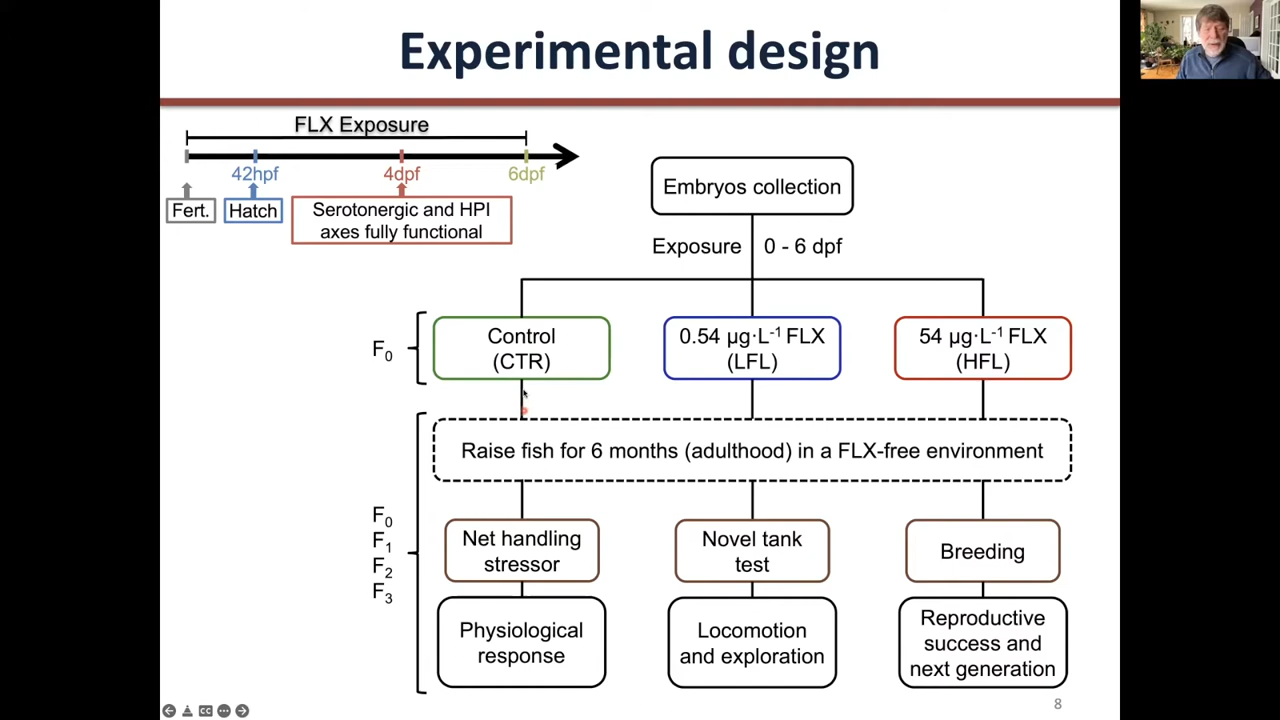 Experimental design
FLX Exposure
42hpf
4dpf
6dpf
Fert.
Hatch
Serotonergic and HPI
axes fully functional
Embryos collection
Exposure
0 - 6 dpf
F₀
Control
(CTR)
0.54 µg·L⁻¹ FLX
(LFL)
54 µg·L⁻¹ FLX
(HFL)
Raise fish for 6 months (adulthood) in a FLX-free environment
F₀
F₁
F₂
F₃
Net handling
stressor
Novel tank
test
Breeding
Physiological
response
Locomotion
and exploration
Reproductive
success and
next generation
CC
8